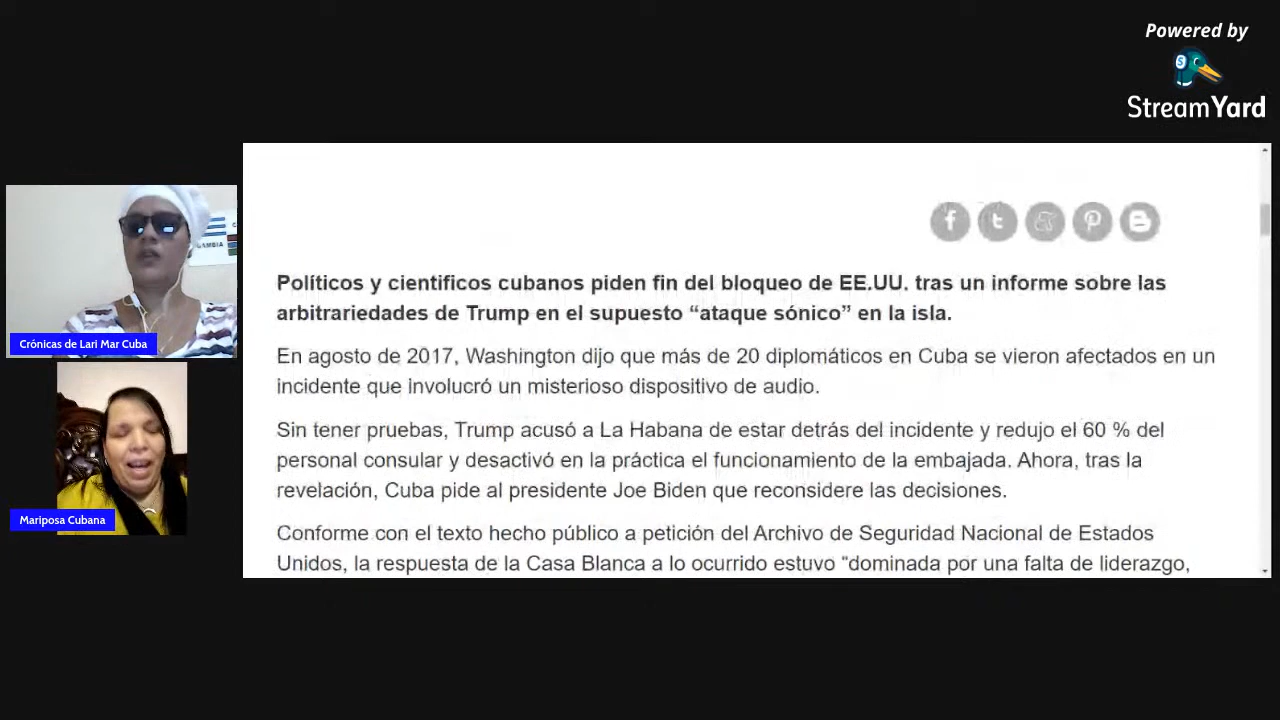 Powered by
StreamYard
GAMBIA
Crónicas de Lari Mar Cuba
Mariposa Cubana
Políticos y cientificos cubanos piden fin del bloqueo de EE.UU. tras un informe sobre las
arbitrariedades de Trump en el supuesto “ataque sónico” en la isla.
En agosto de 2017, Washington dijo que más de 20 diplomáticos en Cuba se vieron afectados en un
incidente que involucró un misterioso dispositivo de audio.
Sin tener pruebas, Trump acusó a La Habana de estar detrás del incidente y redujo el 60 % del
personal consular y desactivó en la práctica el funcionamiento de la embajada. Ahora, tras la
revelación, Cuba pide al presidente Joe Biden que reconsidere las decisiones.
Conforme con el texto hecho público a petición del Archivo de Seguridad Nacional de Estados
Unidos, la respuesta de la Casa Blanca a lo ocurrido estuvo “dominada por una falta de liderazgo,